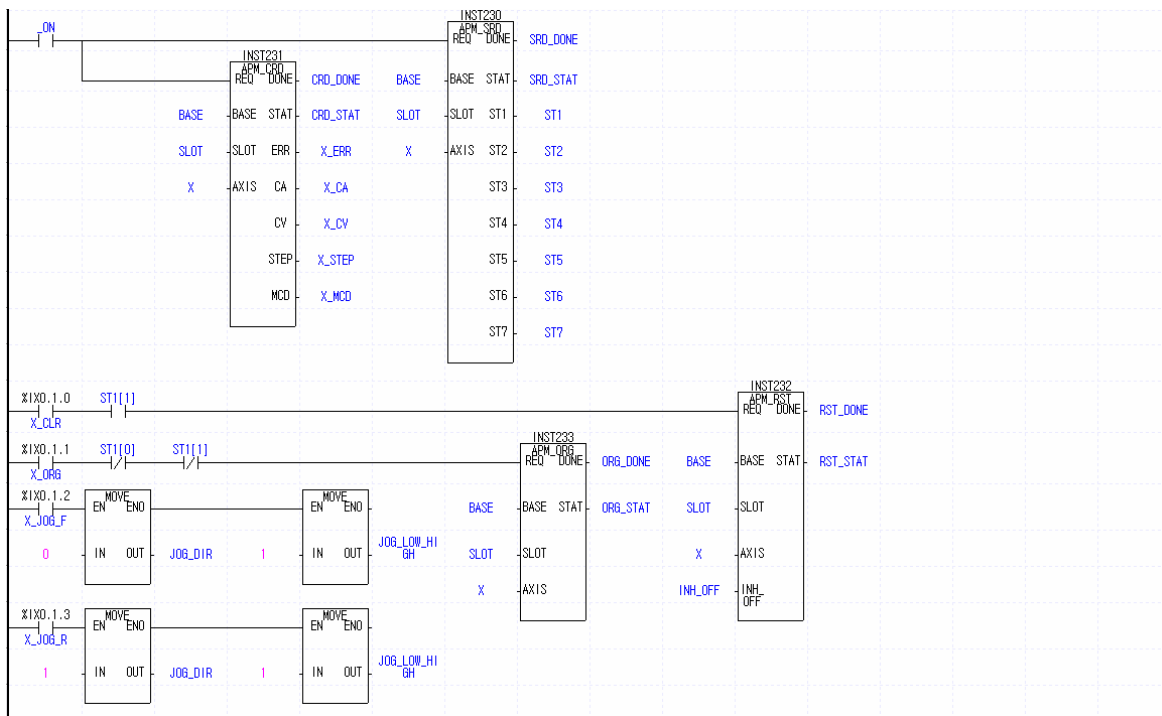 INST230
_ON APM_SRD
REQ DONE SRD_DONE
INST231
APM_CRD
REQ DONE CRD_DONE BASE BASE STAT SRD_STAT
BASE BASE STAT CRD_STAT SLOT SLOT ST1 ST1
SLOT SLOT ERR X_ERR X AXIS ST2 ST2
X AXIS CA X_CA ST3 ST3
CV X_CV ST4 ST4
STEP X_STEP ST5 ST5
MCD X_MCD ST6 ST6
ST7 ST7
INST232
%IX0.1.0 ST1[1] APM_RST
REQ DONE RST_DONE
X_CLR
INST233
%IX0.1.1 ST1[0] ST1[1] APM_ORG
REQ DONE ORG_DONE BASE BASE STAT RST_STAT
X_ORG
%IX0.1.2 MOVE MOVE
EN ENO EN ENO BASE BASE STAT ORG_STAT SLOT SLOT
X_JOG_F
0 IN OUT JOG_DIR 1 IN OUT JOG_LOW_HI
GH SLOT SLOT X AXIS
X AXIS INH_OFF INH_
OFF
%IX0.1.3 MOVE MOVE
EN ENO EN ENO
X_JOG_R
1 IN OUT JOG_DIR 1 IN OUT JOG_LOW_HI
GH